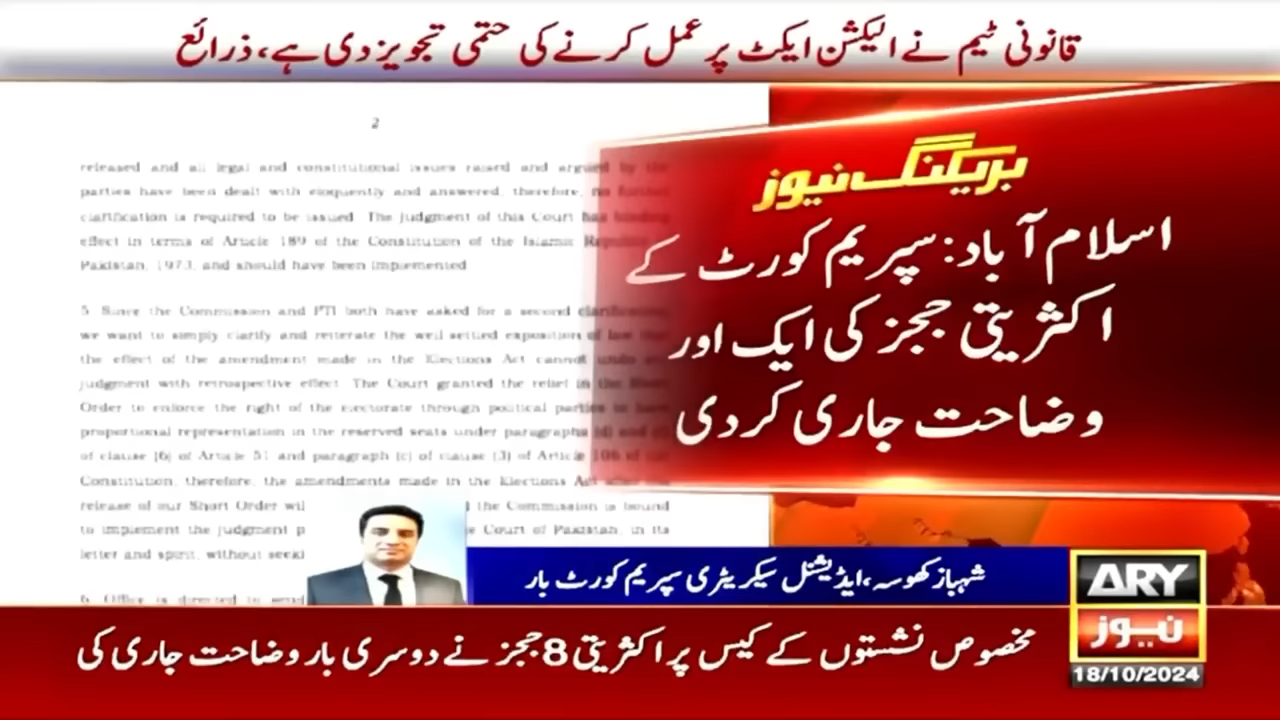 قانونی ٹیم نے الیکشن ایکٹ پر عمل کرنے کی حتمی تجویز دی ہے، ذرائع
2
released and all legal and constitutional issues raised and argued by the
parties have been dealt with eloquently and answered, therefore, no further
clarification is required to be issued. The judgment of this Court has binding
effect in terms of Article 189 of the Constitution of the Islamic Republic
Pakistan, 1973, and should have been implemented
5. Since the Commission and PTI both have asked for a second clarification
we want to simply clarify and reiterate the well settled exposition of law that
the effect of the amendment made in the Elections Act cannot undo
judgment with retrospective effect. The Court granted the relief in the Short
Order to enforce the right of the electorate through political parties to have
proportional representation in the reserved seats under paragraphs (d) and
of clause (6) of Article 51 and paragraph (c) of clause (3) of Article 106 of the
Constitution, therefore, the amendments made in the Elections Act after the
release of our Short Order wil the Commission is bound
to implement the judgment p Court of Pakistan, in its
letter and spirit, without seeki
6. Office is directed to send
بریکنگ نیوز
اسلام آباد: سپریم کورٹ کے
اکثریتی ججز کی ایک اور
وضاحت جاری کردی
شہباز کھوسہ، ایڈیشنل سیکریٹری سپریم کورٹ بار
ARY
نیوز
18/10/2024
مخصوص نشستوں کے کیس پر اکثریتی 8 ججز نے دوسری بار وضاحت جاری کی